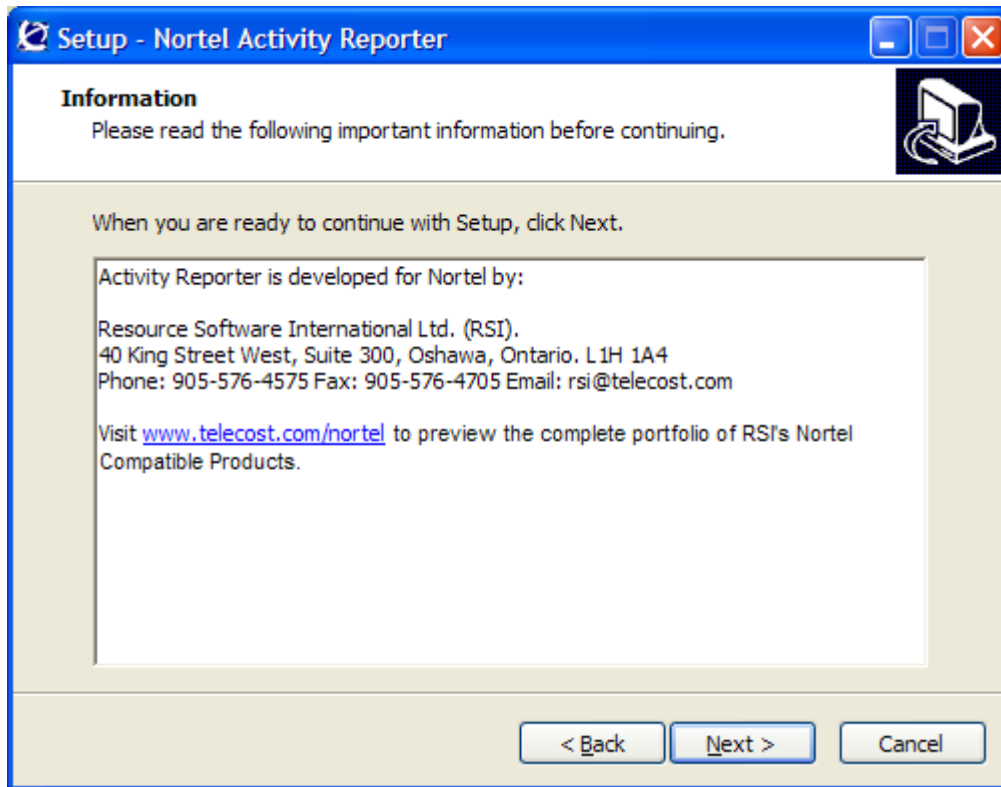 Setup - Nortel Activity Reporter
Information
Please read the following important information before continuing.
When you are ready to continue with Setup, click Next.
Activity Reporter is developed for Nortel by:
Resource Software International Ltd. (RSI).
40 King Street West, Suite 300, Oshawa, Ontario. L1H 1A4
Phone: 905-576-4575 Fax: 905-576-4705 Email: rsi@telecost.com
Visit www.telecost.com/nortel to preview the complete portfolio of RSI's Nortel
Compatible Products.
< Back Next > Cancel